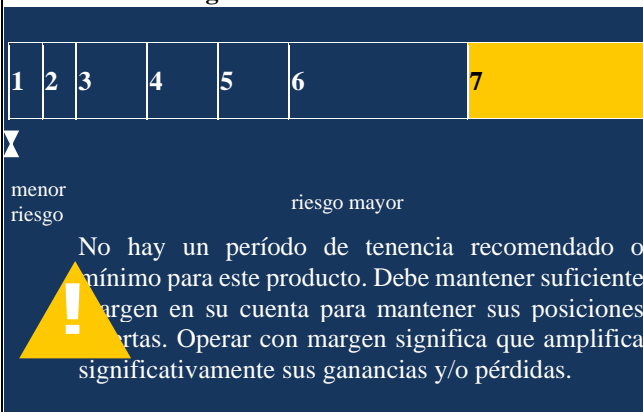 1 2 3 4 5 6 7
menor
riesgo
riesgo mayor
No hay un período de tenencia recomendado o
mínimo para este producto. Debe mantener suficiente
argen en su cuenta para mantener sus posiciones
ertas. Operar con margen significa que amplifica
significativamente sus ganancias y/o pérdidas.
!